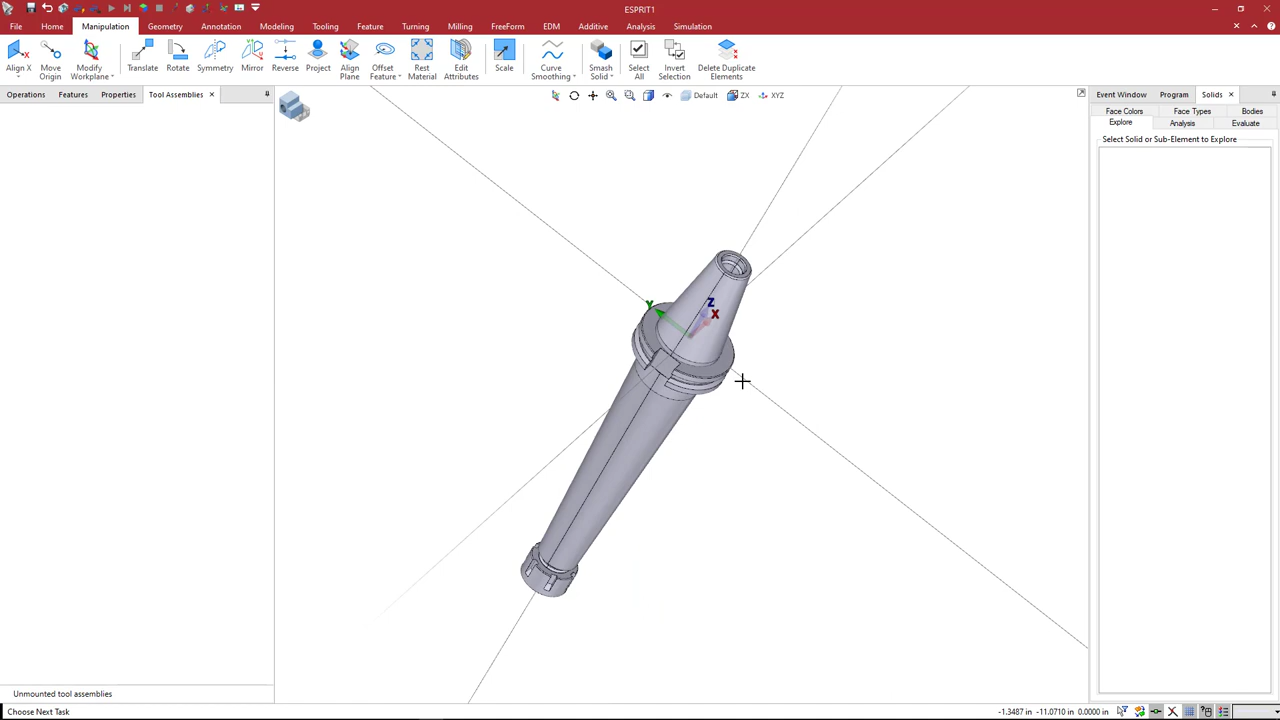 ESPRIT1
File Home Manipulation Geometry Annotation Modeling Tooling Feature Turning Milling FreeForm EDM Additive Analysis Simulation
Align X Move Origin Modify Workplane Translate Rotate Symmetry Mirror Reverse Project Align Plane Offset Feature Rest Material Edit Attributes Scale Curve Smoothing Smash Solid Select All Invert Selection Delete Duplicate Elements
Operations Features Properties Tool Assemblies Default ZX XYZ Event Window Program Solids
Face Colors Face Types Bodies
Explore Analysis Evaluate
Select Solid or Sub-Element to Explore
Z
Y X
Unmounted tool assemblies
Choose Next Task -1.3487 in -11.0710 in 0.0000 in